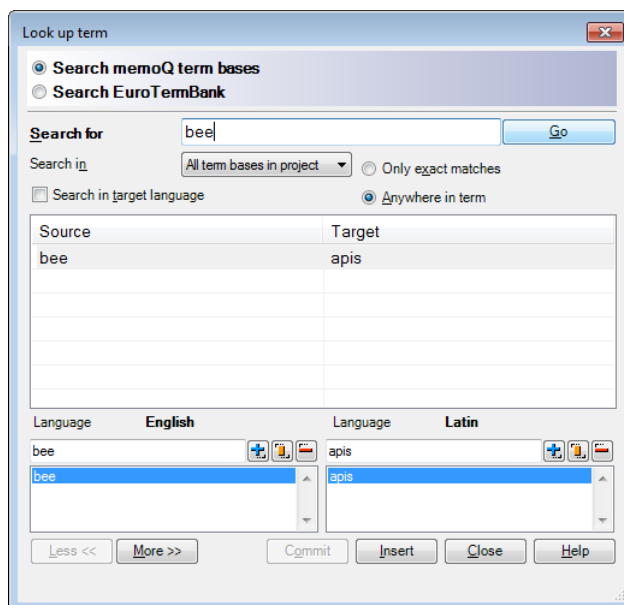 Look up term
Search memoQ term bases
Search EuroTermBank
Search for bee Go
Search in All term bases in project Only exact matches
Search in target language Anywhere in term
Source Target
bee apis
Language English Language Latin
bee apis
bee apis
Less << More >> Commit Insert Close Help